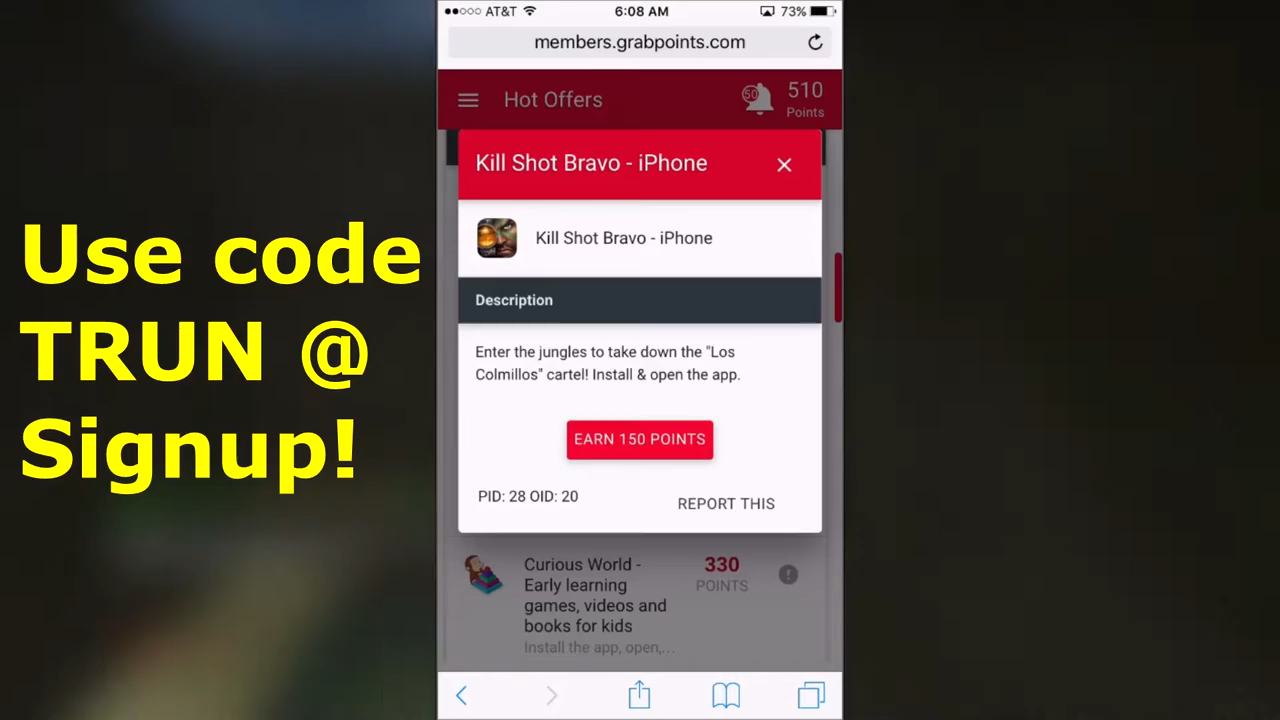 Use code
TRUN @
Signup!
AT&T 6:08 AM 73%
members.grabpoints.com
Hot Offers
50
510
Points
Kill Shot Bravo - iPhone
Kill Shot Bravo - iPhone
Description
Enter the jungles to take down the "Los
Colmillos" cartel! Install & open the app.
EARN 150 POINTS
PID: 28 OID: 20
REPORT THIS
Curious World -
Early learning
games, videos and
books for kids
Install the app, open,...
330
POINTS